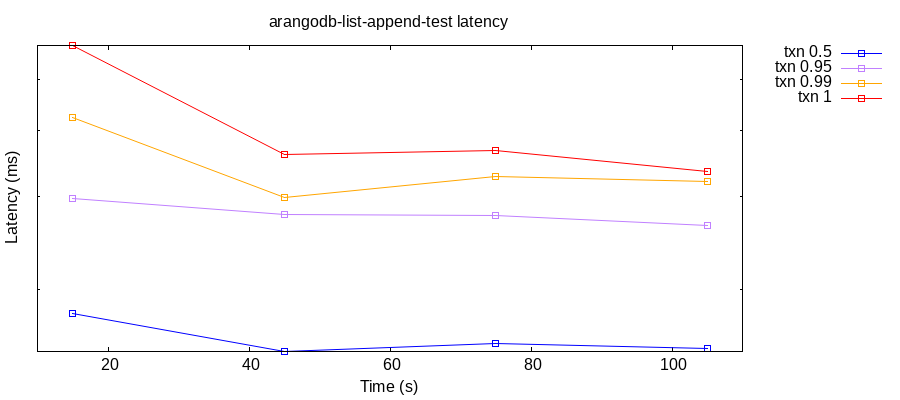 arangodb-list-append-test latency
txn 0.5
txn 0.95
txn 0.99
txn 1
Latency (ms)
20 40 60 80 100
Time (s)